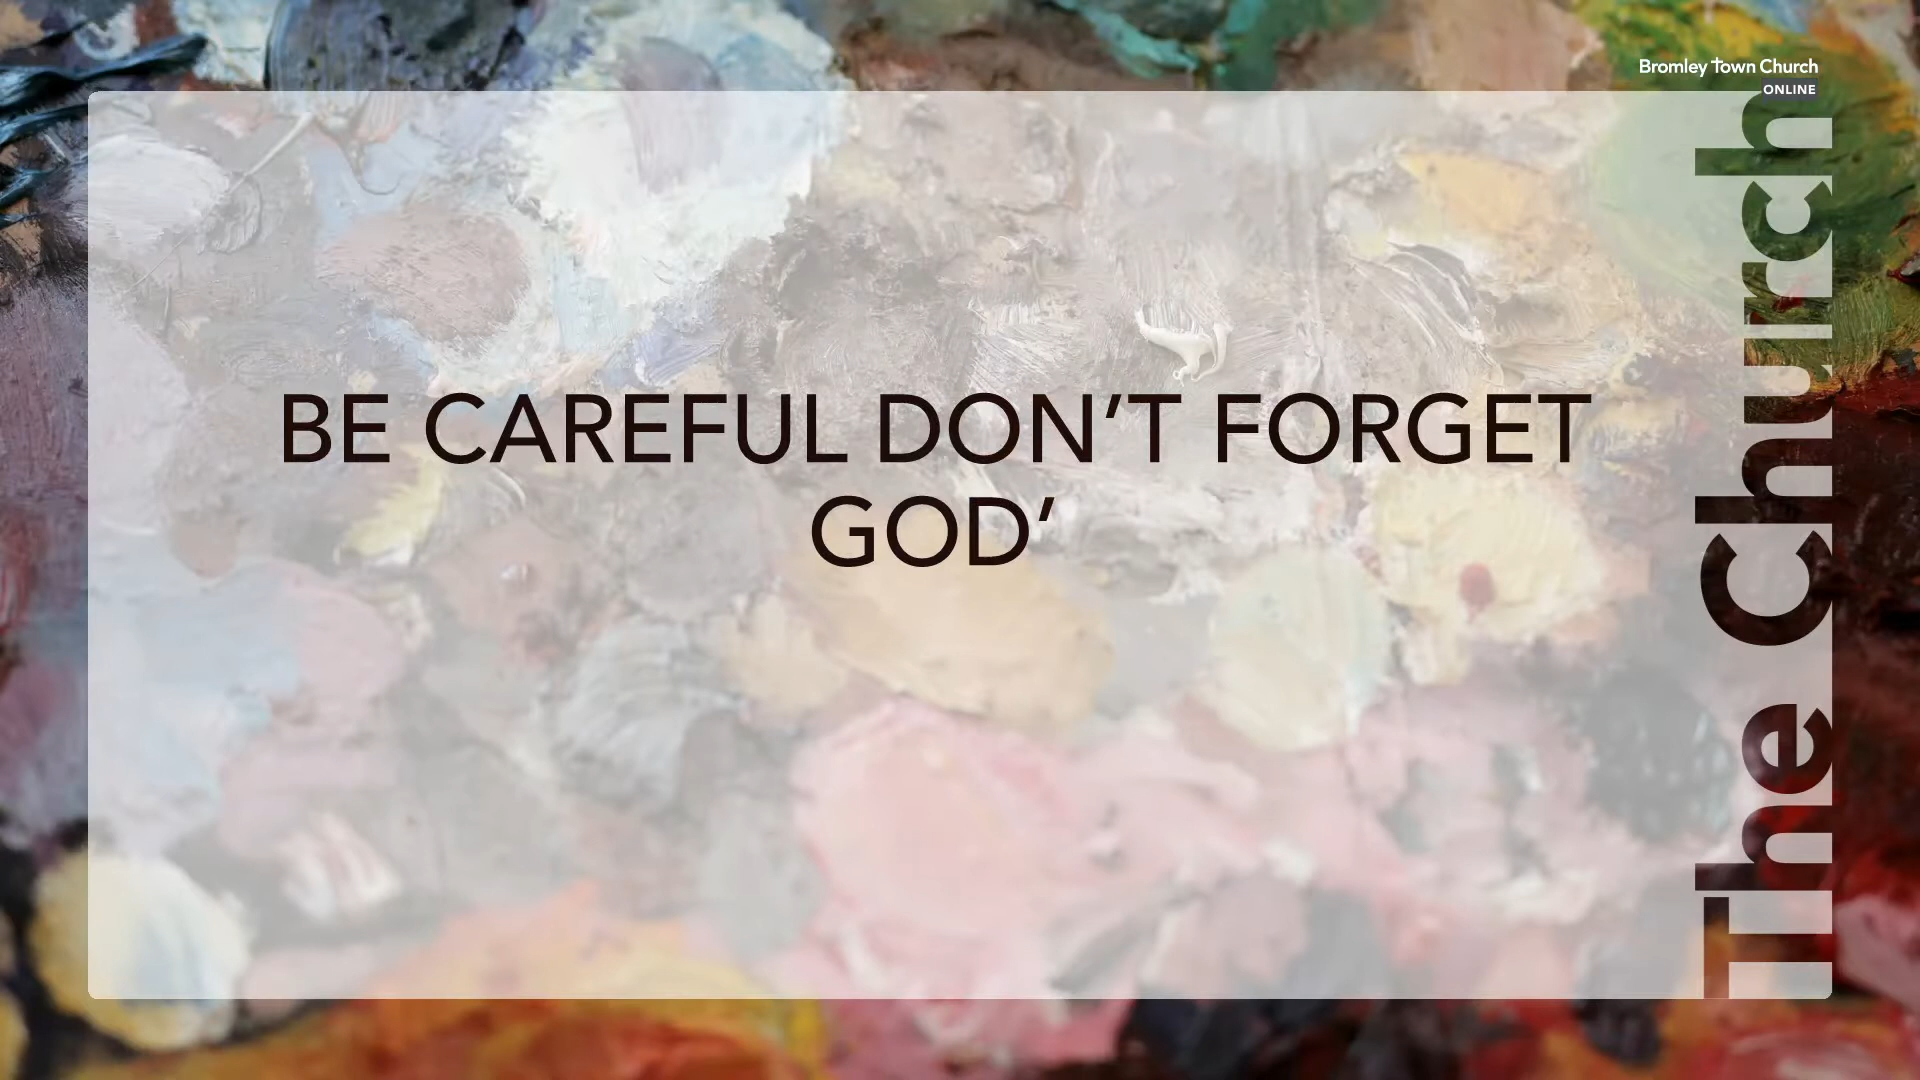 Bromley Town Church
ONLINE
BE CAREFUL DON’T FORGET
GOD’
The Church